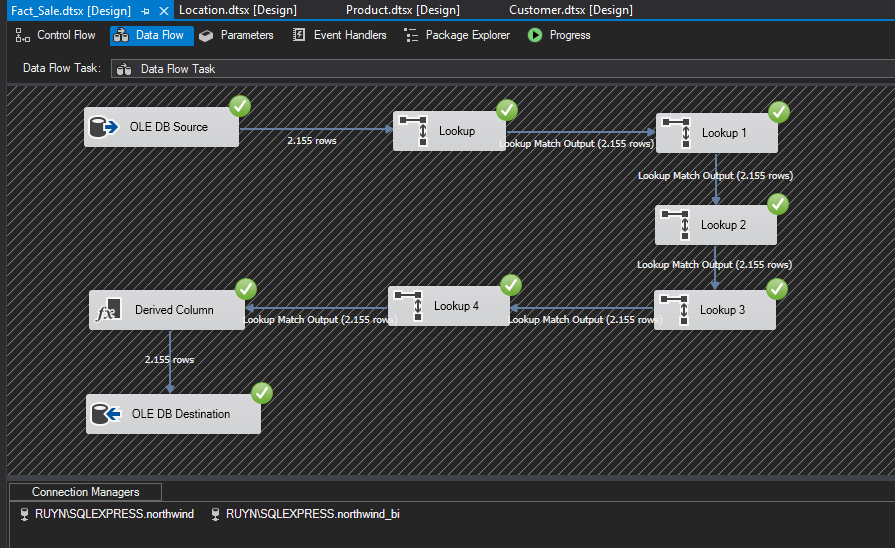 Fact_Sale.dtsx [Design] Location.dtsx [Design] Product.dtsx [Design] Customer.dtsx [Design]
Control Flow Data Flow Parameters Event Handlers Package Explorer Progress
Data Flow Task: Data Flow Task
OLE DB Source
2.155 rows
Lookup
Lookup Match Output (2.155 rows)
Lookup 1
Lookup Match Output (2.155 rows)
Lookup 2
Lookup Match Output (2.155 rows)
Lookup 3
Lookup Match Output (2.155 rows)
Lookup 4
Lookup Match Output (2.155 rows)
fx
Derived Column
2.155 rows
OLE DB Destination
Connection Managers
RUYN\SQLEXPRESS.northwind RUYN\SQLEXPRESS.northwind_bi